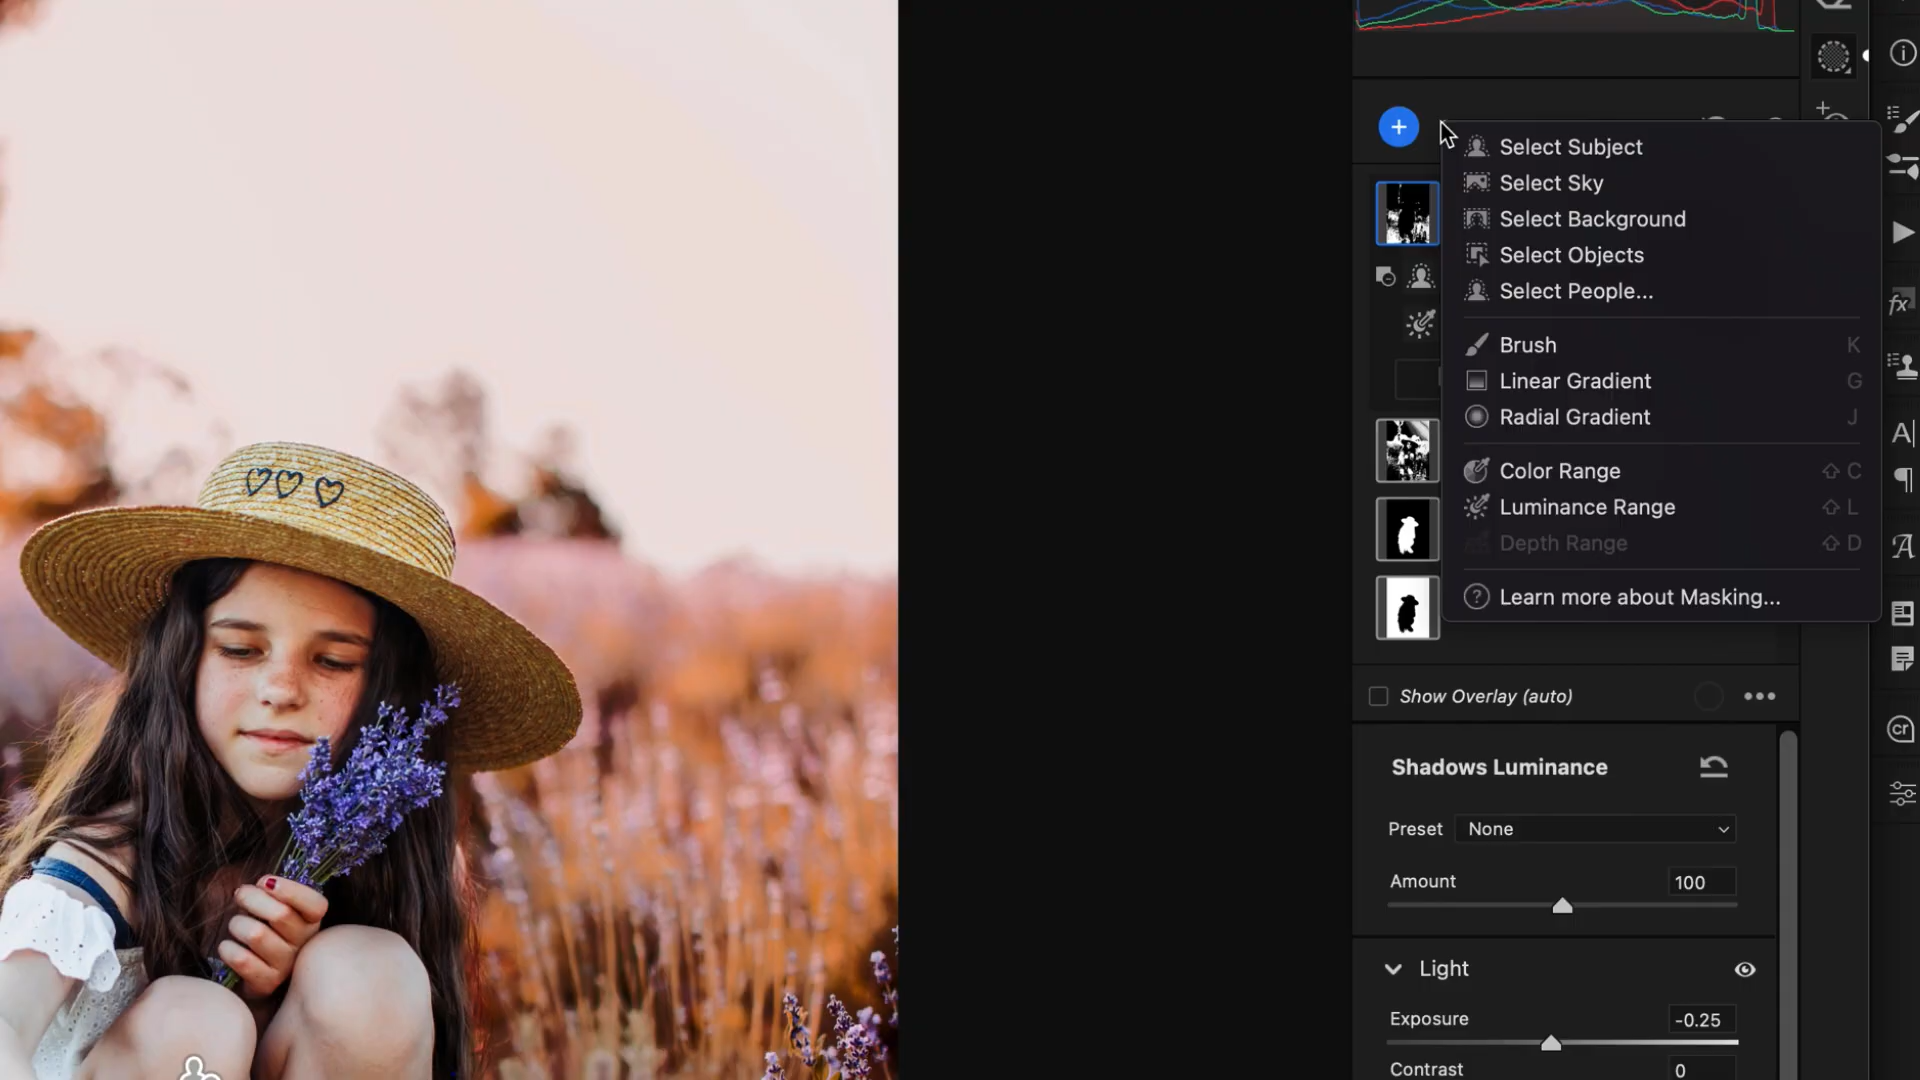 Select Subject
Select Sky
Select Background
Select Objects
Select People...
Brush K
Linear Gradient G
Radial Gradient J
Color Range ⇧ C
Luminance Range ⇧ L
Depth Range ⇧ D
Learn more about Masking...
Show Overlay (auto)
Shadows Luminance
Preset None
Amount 100
Light
Exposure -0.25
Contrast 0
fx
A
cr